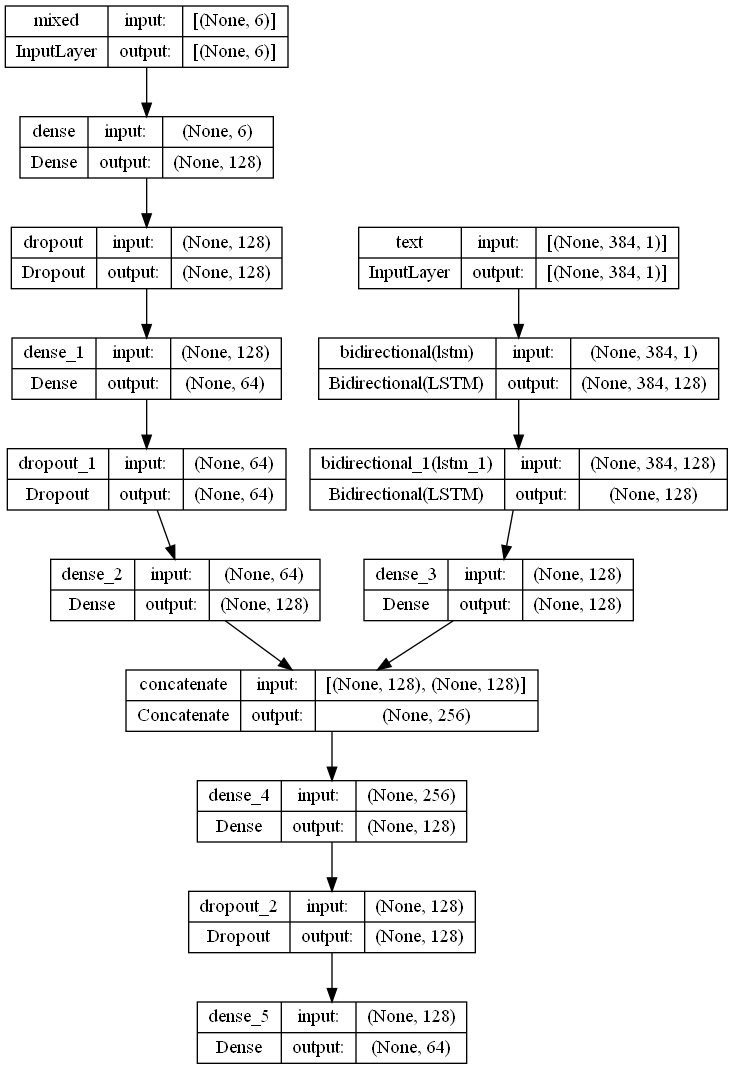 mixed input: [(None, 6)]
InputLayer output: [(None, 6)]
dense input: (None, 6)
Dense output: (None, 128)
dropout input: (None, 128)
Dropout output: (None, 128)
text input: [(None, 384, 1)]
InputLayer output: [(None, 384, 1)]
dense_1 input: (None, 128)
Dense output: (None, 64)
bidirectional(lstm) input: (None, 384, 1)
Bidirectional(LSTM) output: (None, 384, 128)
dropout_1 input: (None, 64)
Dropout output: (None, 64)
bidirectional_1(lstm_1) input: (None, 384, 128)
Bidirectional(LSTM) output: (None, 128)
dense_2 input: (None, 64)
Dense output: (None, 128)
dense_3 input: (None, 128)
Dense output: (None, 128)
concatenate input: [(None, 128), (None, 128)]
Concatenate output: (None, 256)
dense_4 input: (None, 256)
Dense output: (None, 128)
dropout_2 input: (None, 128)
Dropout output: (None, 128)
dense_5 input: (None, 128)
Dense output: (None, 64)